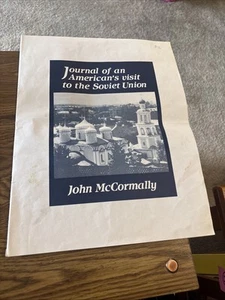 Journal of an
American's visit
to the Soviet Union
John McCormally